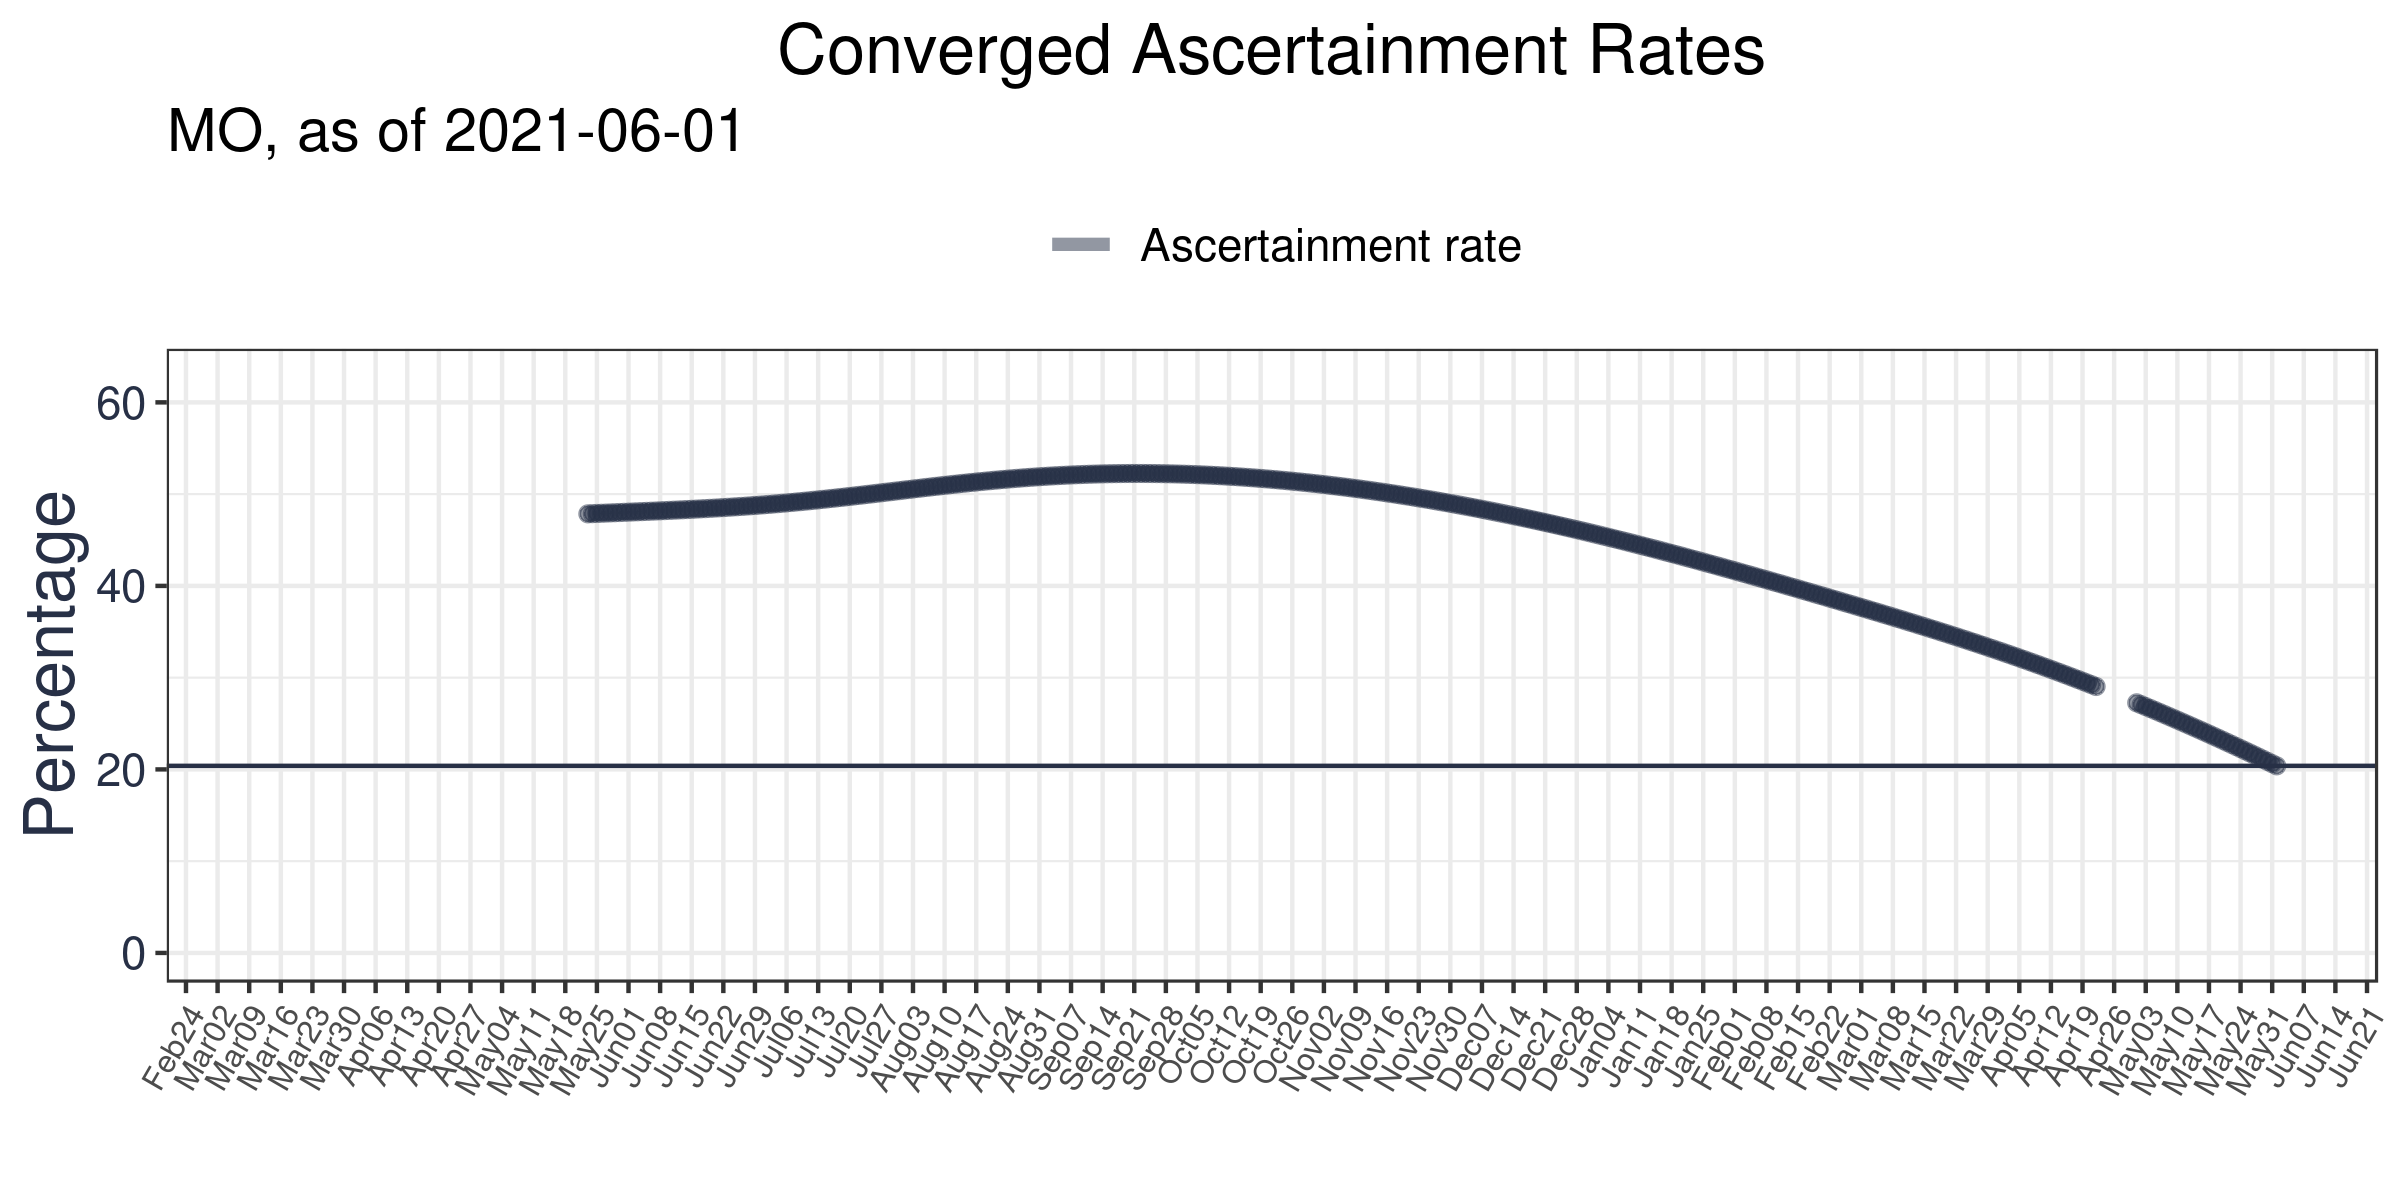 Converged Ascertainment Rates
MO, as of 2021-06-01
Ascertainment rate
Percentage
60
40
20
0
Feb24
Mar02
Mar09
Mar16
Mar23
Mar30
Apr06
Apr13
Apr20
Apr27
May04
May11
May18
May25
Jun01
Jun08
Jun15
Jun22
Jun29
Jul06
Jul13
Jul20
Jul27
Aug03
Aug10
Aug17
Aug24
Aug31
Sep07
Sep14
Sep21
Sep28
Oct05
Oct12
Oct19
Oct26
Nov02
Nov09
Nov16
Nov23
Nov30
Dec07
Dec14
Dec21
Dec28
Jan04
Jan11
Jan18
Jan25
Feb01
Feb08
Feb15
Feb22
Mar01
Mar08
Mar15
Mar22
Mar29
Apr05
Apr12
Apr19
Apr26
May03
May10
May17
May24
May31
Jun07
Jun14
Jun21